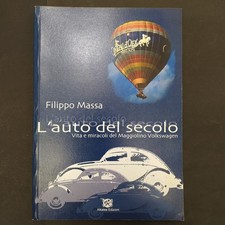 Filippo Massa
L'auto del secolo
Vita e miracoli del Maggiolino Volkswagen